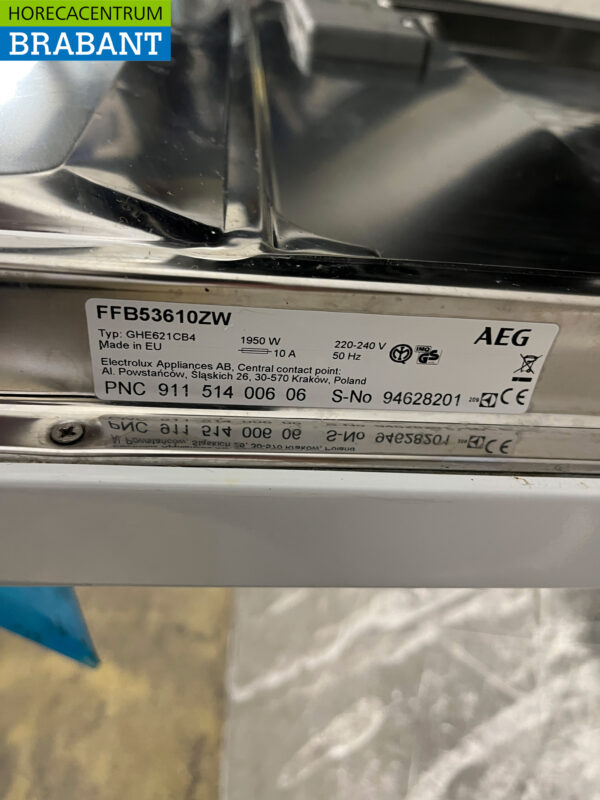 HORECACENTRUM
BRABANT
FFB53610ZW
AEG
Typ: GHE621CB4
Made in EU
1950 W
10 A
220-240 V
50 Hz
Electrolux Appliances AB, Central contact point:
Al. Powstańców, Śląskich 26, 30-570 Kraków, Poland
PNC 911 514 006 06 S-No 94628201
CE